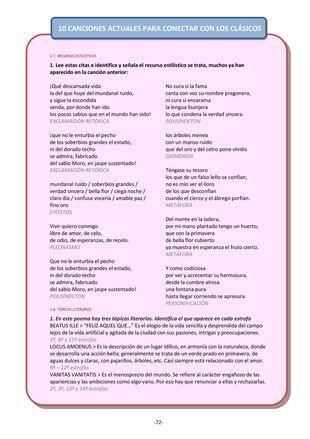 10 CANCIONES ACTUALES PARA CONECTAR CON LOS CLÁSICOS
2.7. RECURSOS ESTILÍSTICOS
1. Lee estas citas e identifica y señala el recurso estilístico se trata, muchos ya han
aparecido en la canción anterior:
¡Qué descansada vida
la del que huye del mundanal ruido,
y sigue la escondida
senda, por donde han ido
los pocos sabios que en el mundo han sido!
EXCLAMACIÓN RETÓRICA
¡que no le enturbia el pecho
de los soberbios grandes el estado,
ni del dorado techo
se admira, fabricado
del sabio Moro, en jaspe sustentado!
EXCLAMACIÓN RETÓRICA
mundanal ruido / soberbios grandes /
verdad sincera / bella flor / ciega noche /
claro día / confusa vocería / amable paz /
fino oro
EPÍTETOS
Vivir quiero conmigo
libre de amor, de celo,
de odio, de esperanzas, de recelo.
PLEONASMO
Que no le enturbia el pecho
de los soberbios grandes el estado,
ni del dorado techo
se admira, fabricado
del sabio Moro, en jaspe sustentado!
POLISÍNDETON
No cura si la fama
canta con voz su nombre pregonera,
ni cura si encarama
la lengua lisonjera
lo que condena la verdad sincera.
POLISÍNDETON
los árboles menea
con un manso ruido
que del oro y del cetro pone olvido
OXÍMORON
Téngase su tesoro
los que de un falso leño se confían;
no es mío ver el lloro
de los que desconfían
cuando el cierzo y el ábrego porfían.
METÁFORA
Del monte en la ladera,
por mi mano plantado tengo un huerto,
que con la primavera
de bella flor cubierto
ya muestra en esperanza el fruto cierto.
METÁFORA
Y como codiciosa
por ver y acrecentar su hermosura,
desde la cumbre airosa
una fontana pura
hasta llegar corriendo se apresura.
PERSONIFICACIÓN
2.8. TÓPICOS LITERARIOS
1. En este poema hay tres tópicos literarios. Identifica el que aparece en cada estrofa
BEATUS ILLE > "FELIZ AQUEL QUE..." Es el elogio de la vida sencilla y desprendida del campo
lejos de la vida artificial y agitada de la ciudad con sus pasiones, intrigas y preocupaciones.
1ª, 8ª y 15ª estrofas
LOCUS AMOENUS > Es la descripción de un lugar idílico, en armonía con la naturaleza, donde
se desarrolla una acción bella; generalmente se trata de un verde prado en primavera, de
aguas dulces y claras, con pajarillos, árboles, etc. Casi siempre está relacionado con el amor.
9ª – 12ª estrofas
VANITAS VANITATIS > Es el menosprecio del mundo. Se refiere al carácter engañoso de las
apariencias y las ambiciones como algo vano. Por eso hay que renunciar a ellas y rechazarlas.
2ª, 3ª, 13ª y 14ª estrofas
-72-